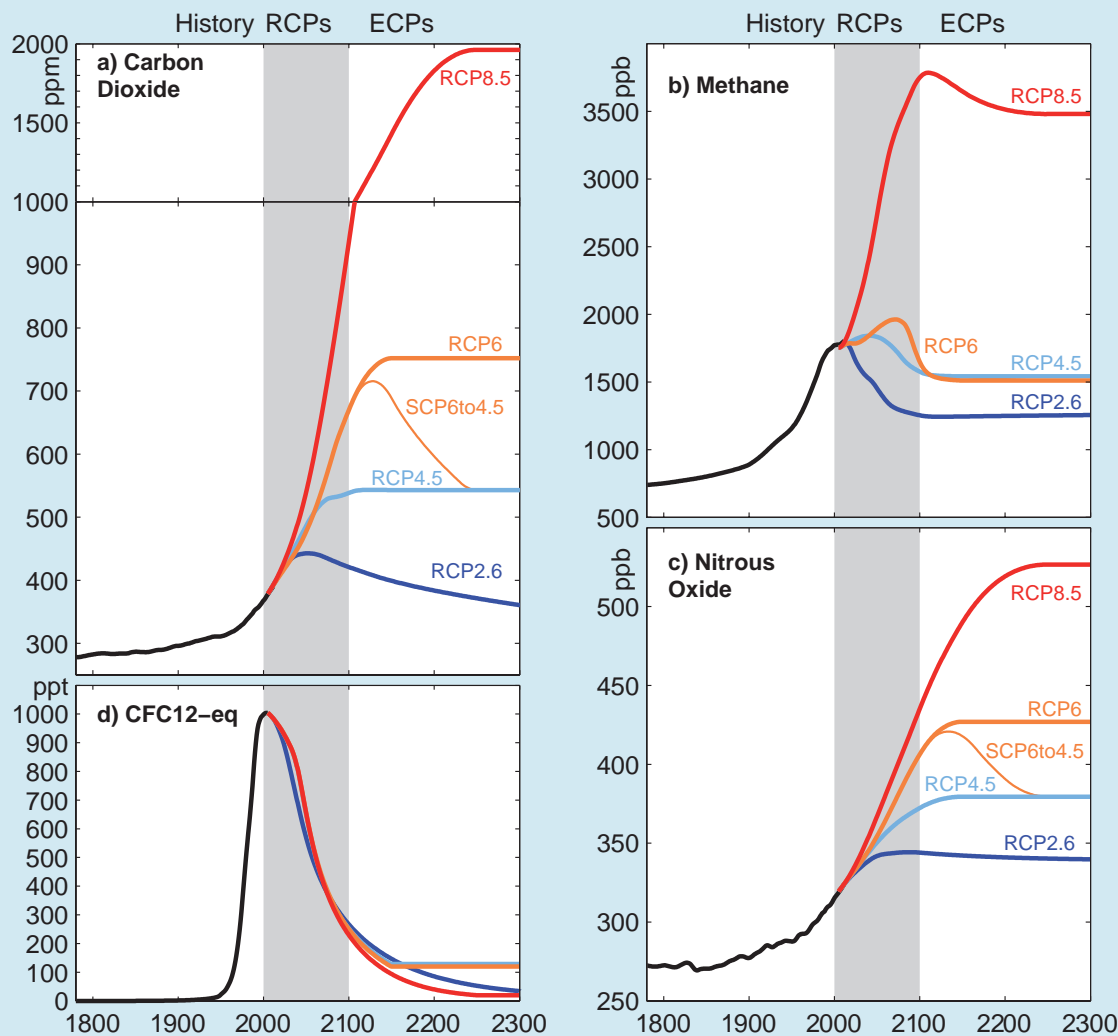 History RCPs ECPs
ppm
2000
1500
1000
900
800
700
600
500
400
300
a) Carbon
Dioxide
RCP8.5
RCP6
SCP6to4.5
RCP4.5
RCP2.6
History RCPs ECPs
ppb
3500
3000
2500
2000
1500
1000
500
b) Methane
RCP8.5
RCP6
RCP4.5
RCP2.6
ppb
500
450
400
350
300
250
c) Nitrous
Oxide
RCP8.5
RCP6
SCP6to4.5
RCP4.5
RCP2.6
1800 1900 2000 2100 2200 2300
ppt
1000
900
800
700
600
500
400
300
200
100
0
d) CFC12−eq
1800 1900 2000 2100 2200 2300